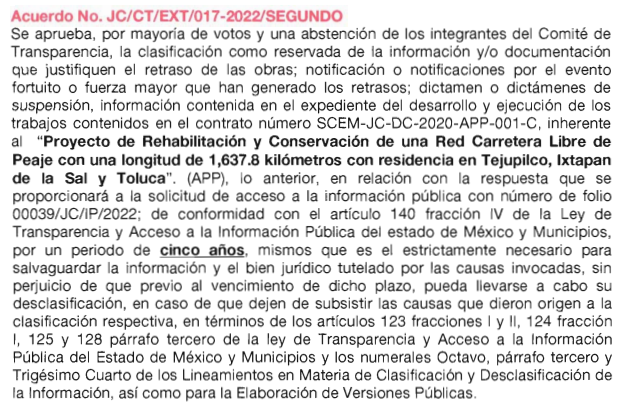 Acuerdo No. JC/CT/EXT/017-2022/SEGUNDO
Se aprueba, por mayoría de votos y una abstención de los integrantes del Comité de
Transparencia, la clasificación como reservada de la información y/o documentación
que justifiquen el retraso de las obras; notificación o notificaciones por el evento
fortuito o fuerza mayor que han generado los retrasos; dictamen o dictámenes de
suspensión, información contenida en el expediente del desarrollo y ejecución de los
trabajos contenidos en el contrato número SCEM-JC-DC-2020-APP-001-C, inherente
al “Proyecto de Rehabilitación y Conservación de una Red Carretera Libre de
Peaje con una longitud de 1,637.8 kilómetros con residencia en Tejupilco, Ixtapan
de la Sal y Toluca”. (APP), lo anterior, en relación con la respuesta que se
proporcionará a la solicitud de acceso a la información pública con número de folio
00039/JC/IP/2022; de conformidad con el artículo 140 fracción IV de la Ley de
Transparencia y Acceso a la Información Pública del estado de México y Municipios,
por un periodo de cinco años, mismos que es el estrictamente necesario para
salvaguardar la información y el bien jurídico tutelado por las causas invocadas, sin
perjuicio de que previo al vencimiento de dicho plazo, pueda llevarse a cabo su
desclasificación, en caso de que dejen de subsistir las causas que dieron origen a la
clasificación respectiva, en términos de los artículos 123 fracciones I y II, 124 fracción
I, 125 y 128 párrafo tercero de la ley de Transparencia y Acceso a la Información
Pública del Estado de México y Municipios y los numerales Octavo, párrafo tercero y
Trigésimo Cuarto de los Lineamientos en Materia de Clasificación y Desclasificación de
la Información, así como para la Elaboración de Versiones Públicas.